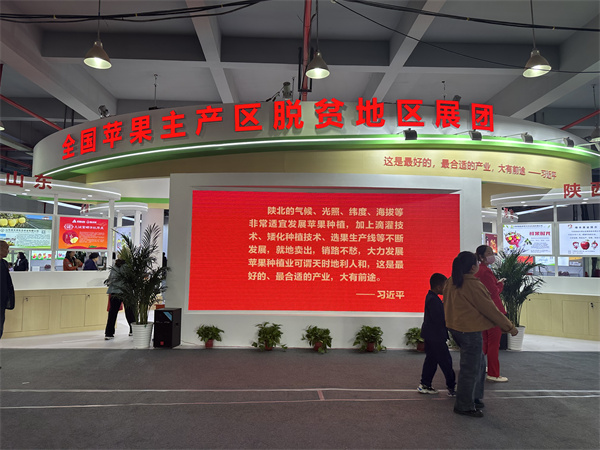 全国苹果主产区脱贫地区展团
这是最好的，最合适的产业，大有前途 ——习近平
山东
陕西
陕北的气候、光照、纬度、海拔等
非常适宜发展苹果种植，加上滴灌技
术、矮化种植技术、选果生产线等不断
发展，就地卖出，销路不愁，大力发展
苹果种植业可谓天时地利人和，这是最
好的、最合适的产业，大有前途。
——习近平